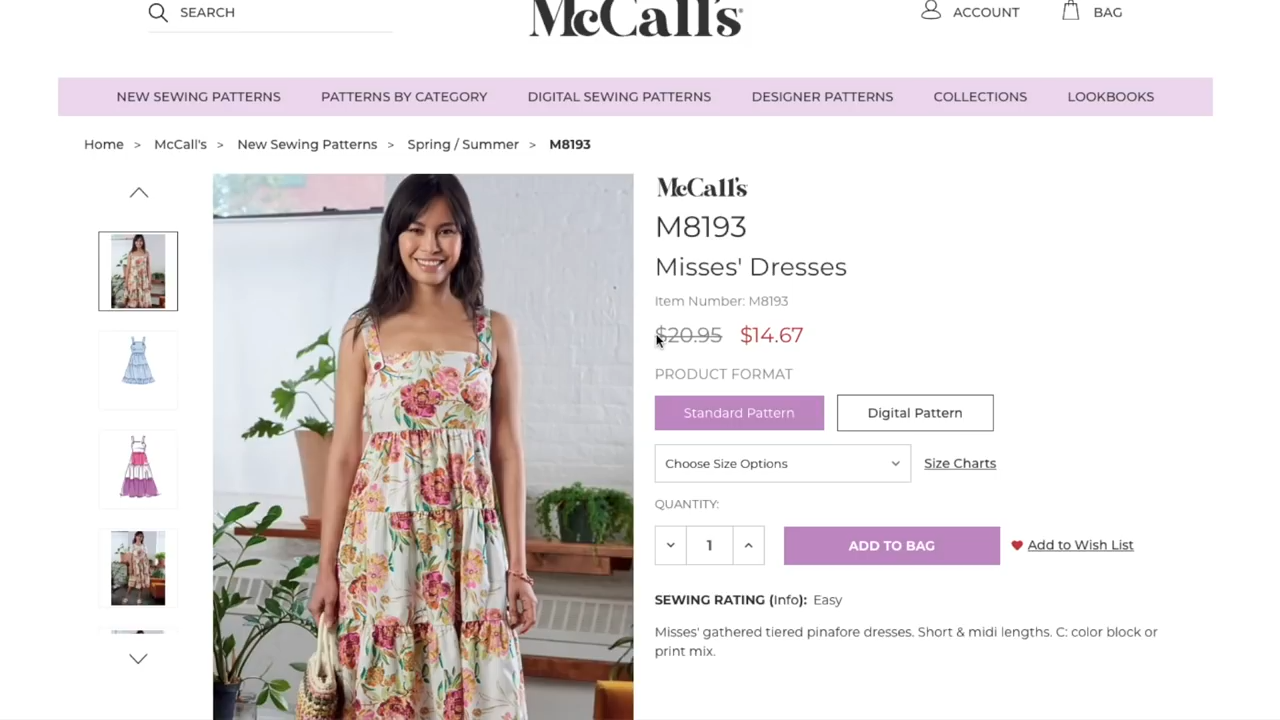 SEARCH
McCall's
ACCOUNT
BAG
NEW SEWING PATTERNS
PATTERNS BY CATEGORY
DIGITAL SEWING PATTERNS
DESIGNER PATTERNS
COLLECTIONS
LOOKBOOKS
Home > McCall's > New Sewing Patterns > Spring / Summer > M8193
McCall's
M8193
Misses' Dresses
Item Number: M8193
$20.95 $14.67
PRODUCT FORMAT
Standard Pattern
Digital Pattern
Choose Size Options
Size Charts
QUANTITY:
1
ADD TO BAG
Add to Wish List
SEWING RATING (Info): Easy
Misses' gathered tiered pinafore dresses. Short & midi lengths. C: color block or
print mix.